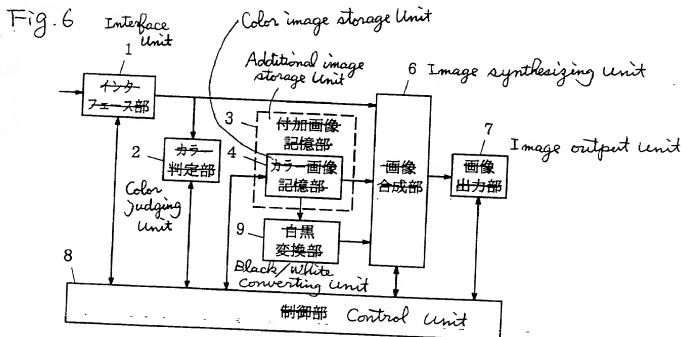 Fig. 6
Color image storage Unit
Interface
Unit
1
Additional image
storage Unit
6 Image synthesizing unit
インタ
フェース部
3
付加画像
記憶部
7
Image output unit
2
カラー
判定部
4
カラー画像
記憶部
画像
合成部
画像
出力部
Color
judging
Unit
9
白黒
変換部
Black/White
Converting Unit
8
制御部 Control Unit